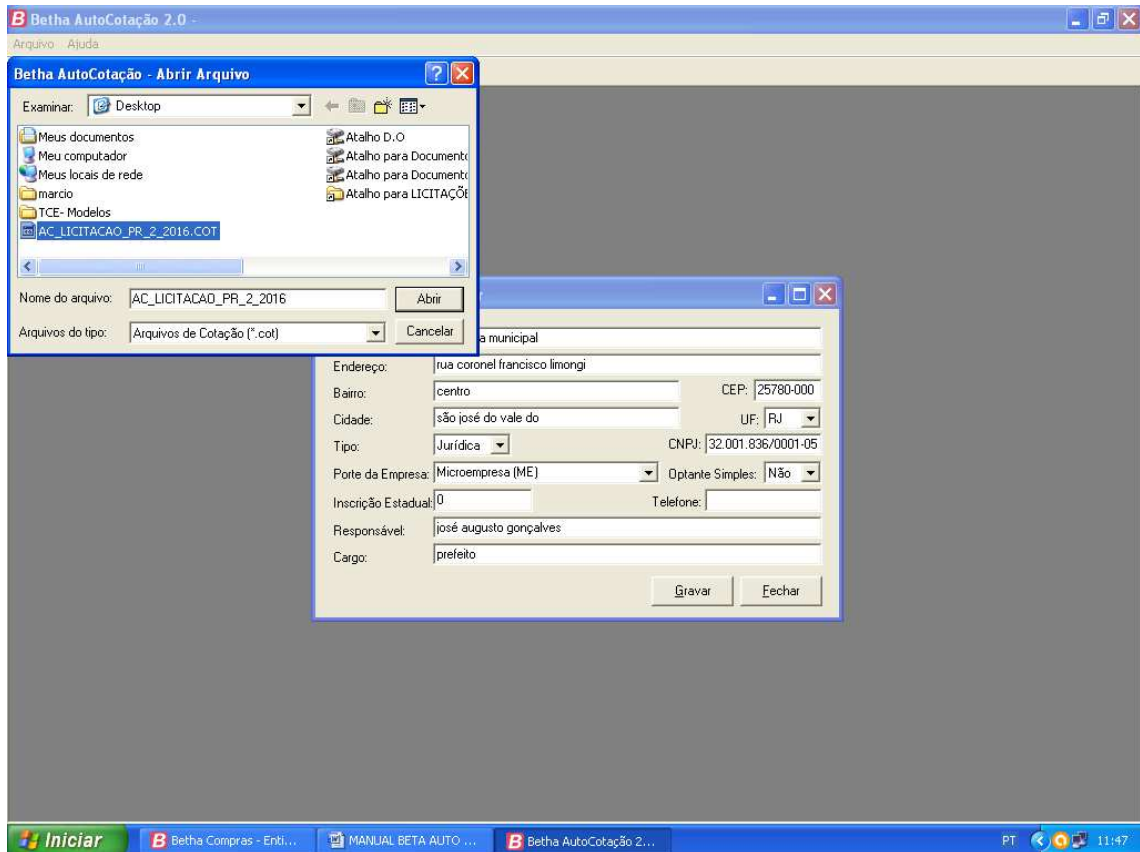 Betha AutoCotação 2.0 -
Arquivo Ajuda
Betha AutoCotação - Abrir Arquivo
Examinar: Desktop
Meus documentos
Meu computador
Meus locais de rede
marcio
TCE- Modelos
AC_LICITACAO_PR_2_2016.COT
Atalho D.O
Atalho para Documento
Atalho para Documento
Atalho para LICITAÇÕE
Nome do arquivo: AC_LICITACAO_PR_2_2016 Abrir
Arquivos do tipo: Arquivos de Cotação (*.cot) Cancelar
a municipal
Endereço: rua coronel francisco limongi
Bairro: centro CEP: 25780-000
Cidade: são josé do vale do UF: RJ
Tipo: Jurídica CNPJ: 32.001.836/0001-05
Porte da Empresa: Microempresa (ME) Optante Simples: Não
Inscrição Estadual: 0 Telefone:
Responsável: josé augusto gonçalves
Cargo: prefeito
Gravar Fechar
Iniciar Betha Compras - Enti... MANUAL BETA AUTO ... Betha AutoCotação 2... PT 11:47